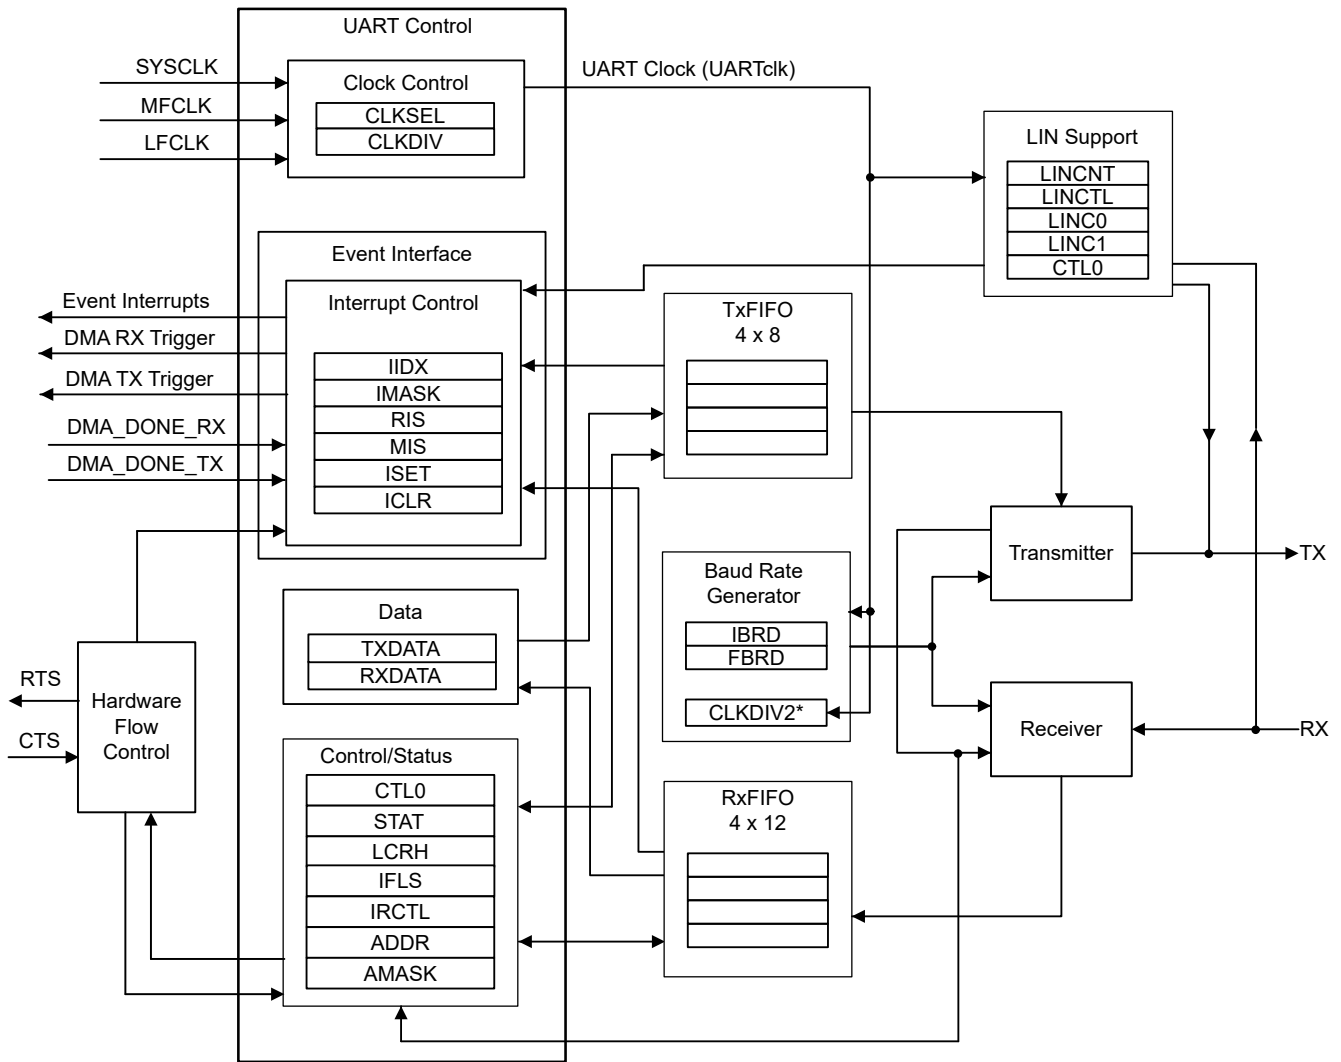 UART Control
SYSCLK
MFCLK
LFCLK
Clock Control
CLKSEL
CLKDIV
UART Clock (UARTclk)
LIN Support
LINCNT
LINCTL
LINC0
LINC1
CTL0
Event Interface
Interrupt Control
IIDX
IMASK
RIS
MIS
ISET
ICLR
Event Interrupts
DMA RX Trigger
DMA TX Trigger
DMA_DONE_RX
DMA_DONE_TX
TxFIFO
4 x 8
Transmitter
TX
Baud Rate
Generator
IBRD
FBRD
CLKDIV2*
Data
TXDATA
RXDATA
RTS
CTS
Hardware
Flow
Control
Receiver
RX
Control/Status
CTL0
STAT
LCRH
IFLS
IRCTL
ADDR
AMASK
RxFIFO
4 x 12